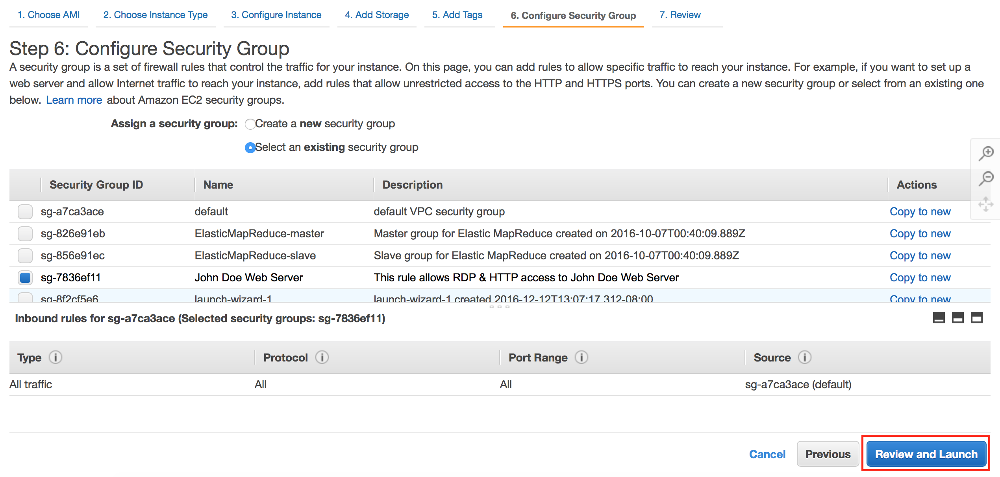 1. Choose AMI 2. Choose Instance Type 3. Configure Instance 4. Add Storage 5. Add Tags 6. Configure Security Group 7. Review
Step 6: Configure Security Group
A security group is a set of firewall rules that control the traffic for your instance. On this page, you can add rules to allow specific traffic to reach your instance. For example, if you want to set up a
web server and allow Internet traffic to reach your instance, add rules that allow unrestricted access to the HTTP and HTTPS ports. You can create a new security group or select from an existing one
below. Learn more about Amazon EC2 security groups.
Assign a security group: Create a new security group
Select an existing security group
Security Group ID Name Description Actions
sg-a7ca3ace default default VPC security group Copy to new
sg-826e91eb ElasticMapReduce-master Master group for Elastic MapReduce created on 2016-10-07T00:40:09.889Z Copy to new
sg-856e91ec ElasticMapReduce-slave Slave group for Elastic MapReduce created on 2016-10-07T00:40:09.889Z Copy to new
sg-7836ef11 John Doe Web Server This rule allows RDP & HTTP access to John Doe Web Server Copy to new
sg-8f2cf5e6 launch-wizard-1 launch-wizard-1 created 2016-12-12T13:07:17.312-08:00 Copy to new
Inbound rules for sg-a7ca3ace (Selected security groups: sg-7836ef11)
Type i Protocol i Port Range i Source i
All traffic All All sg-a7ca3ace (default)
Cancel Previous Review and Launch